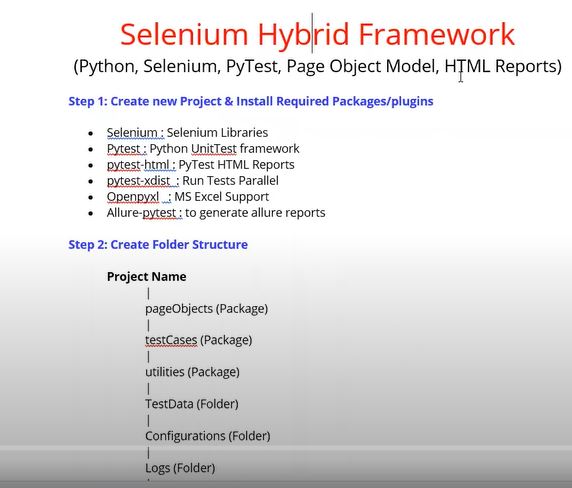 Selenium Hybrid Framework
(Python, Selenium, PyTest, Page Object Model, HTML Reports)
Step 1: Create new Project & Install Required Packages/plugins
• Selenium : Selenium Libraries
• Pytest : Python UnitTest framework
• pytest-html : PyTest HTML Reports
• pytest-xdist : Run Tests Parallel
• Openpyxl : MS Excel Support
• Allure-pytest : to generate allure reports
Step 2: Create Folder Structure
Project Name
|
pageObjects (Package)
|
testCases (Package)
|
utilities (Package)
|
TestData (Folder)
|
Configurations (Folder)
|
Logs (Folder)